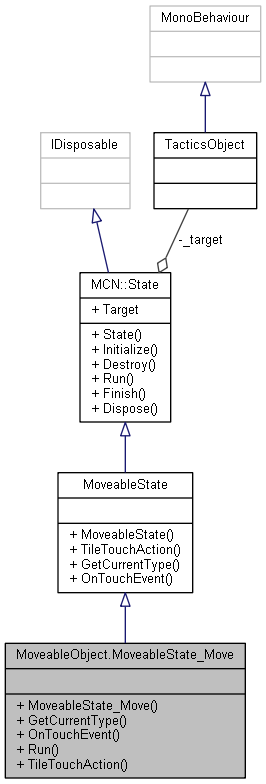 MonoBehaviour
IDisposable
TacticsObject
-_target
MCN::State
+ Target
+ State()
+ Initialize()
+ Destroy()
+ Run()
+ Finish()
+ Dispose()
MoveableState
+ MoveableState()
+ TileTouchAction()
+ GetCurrentType()
+ OnTouchEvent()
MoveableObject.MoveableState_Move
+ MoveableState_Move()
+ GetCurrentType()
+ OnTouchEvent()
+ Run()
+ TileTouchAction()